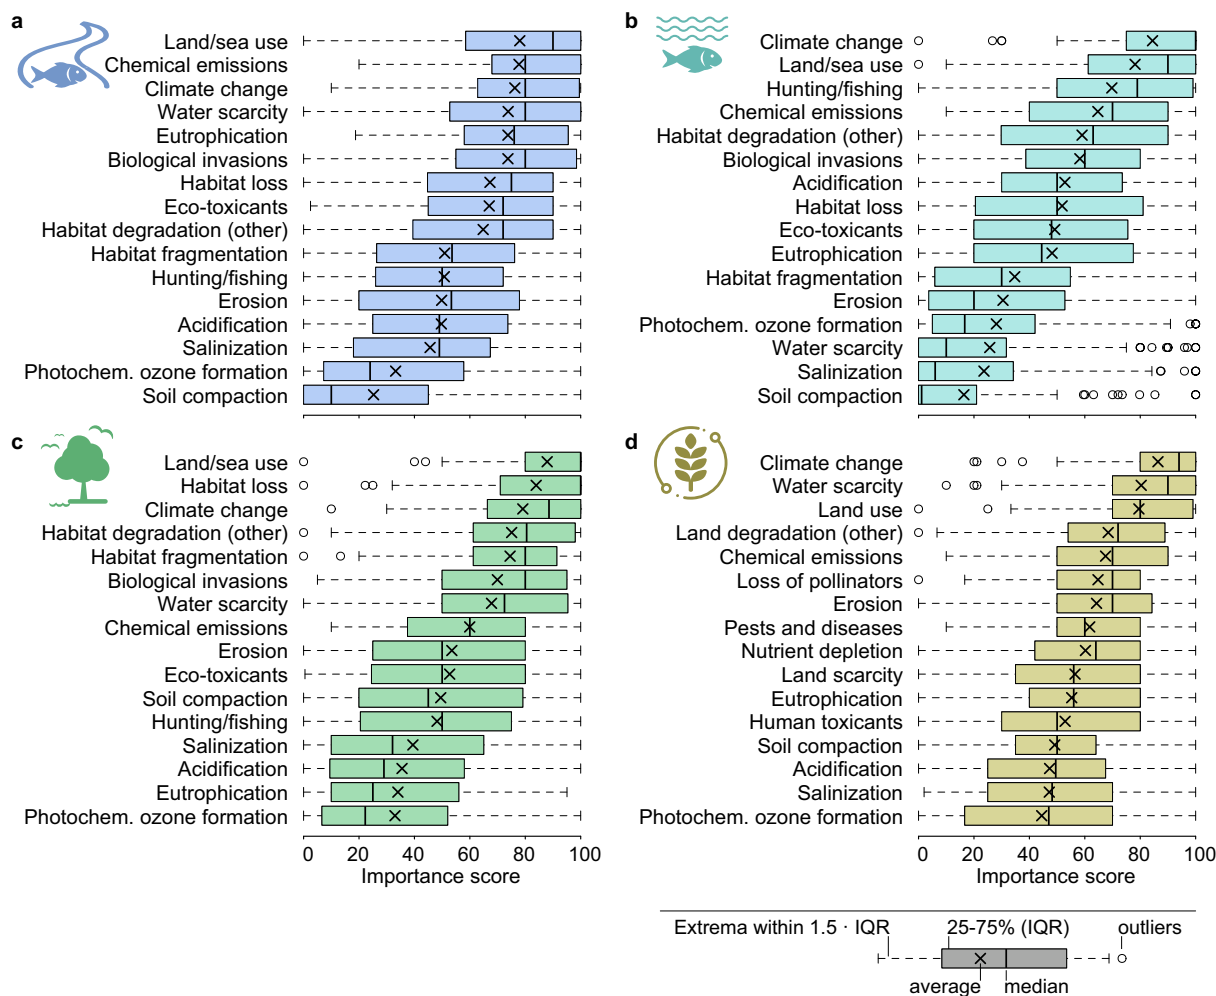 a
Land/sea use
Chemical emissions
Climate change
Water scarcity
Eutrophication
Biological invasions
Habitat loss
Eco-toxicants
Habitat degradation (other)
Habitat fragmentation
Hunting/fishing
Erosion
Acidification
Salinization
Photochem. ozone formation
Soil compaction
b
Climate change
Land/sea use
Hunting/fishing
Chemical emissions
Habitat degradation (other)
Biological invasions
Acidification
Habitat loss
Eco-toxicants
Eutrophication
Habitat fragmentation
Erosion
Photochem. ozone formation
Water scarcity
Salinization
Soil compaction
c
Land/sea use
Habitat loss
Climate change
Habitat degradation (other)
Habitat fragmentation
Biological invasions
Water scarcity
Chemical emissions
Erosion
Eco-toxicants
Soil compaction
Hunting/fishing
Salinization
Acidification
Eutrophication
Photochem. ozone formation
0 20 40 60 80 100
Importance score
d
Climate change
Water scarcity
Land use
Land degradation (other)
Chemical emissions
Loss of pollinators
Erosion
Pests and diseases
Nutrient depletion
Land scarcity
Eutrophication
Human toxicants
Soil compaction
Acidification
Salinization
Photochem. ozone formation
0 20 40 60 80 100
Importance score
Extrema within 1.5 · IQR 25-75% (IQR) outliers
average median